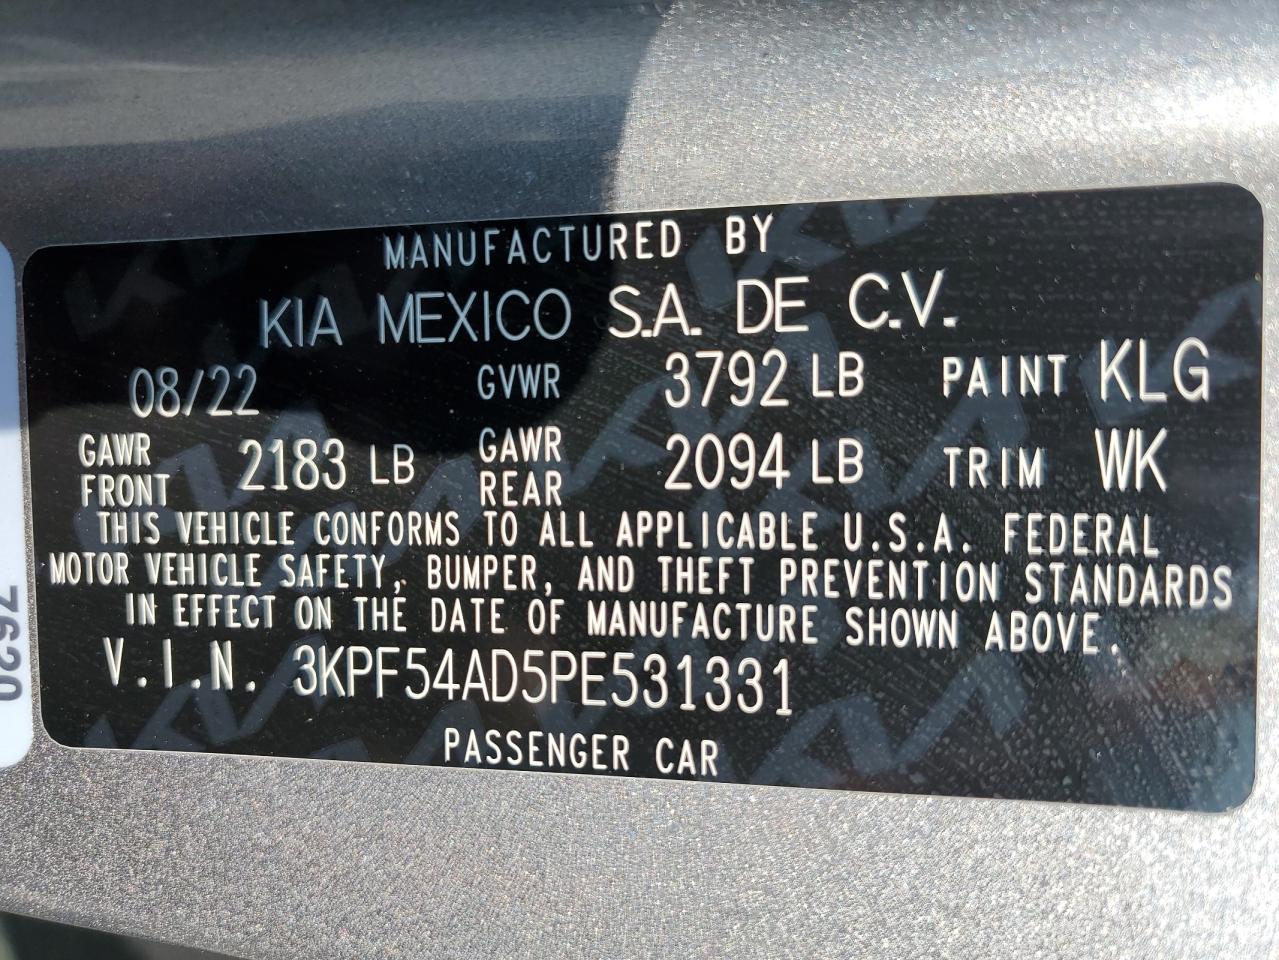 MANUFACTURED BY
KIA MEXICO S.A. DE C.V.
08/22 GVWR 3792 LB PAINT KLG
GAWR FRONT 2183 LB GAWR REAR 2094 LB TRIM WK
THIS VEHICLE CONFORMS TO ALL APPLICABLE U.S.A. FEDERAL
MOTOR VEHICLE SAFETY, BUMPER, AND THEFT PREVENTION STANDARDS
IN EFFECT ON THE DATE OF MANUFACTURE SHOWN ABOVE.
V.I.N. 3KPF54AD5PE531331
PASSENGER CAR
7620